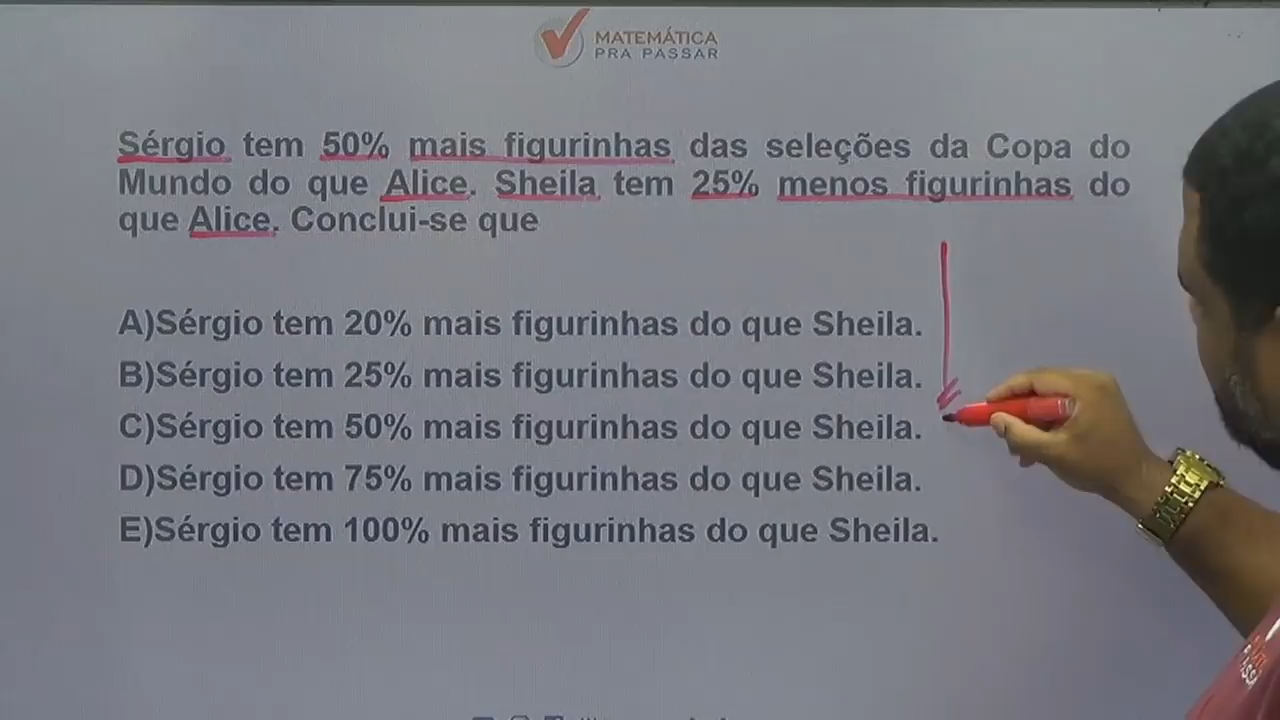 MATEMÁTICA
PRA PASSAR
Sérgio tem 50% mais figurinhas das seleções da Copa do
Mundo do que Alice. Sheila tem 25% menos figurinhas do
que Alice. Conclui-se que
A)Sérgio tem 20% mais figurinhas do que Sheila.
B)Sérgio tem 25% mais figurinhas do que Sheila.
C)Sérgio tem 50% mais figurinhas do que Sheila.
D)Sérgio tem 75% mais figurinhas do que Sheila.
E)Sérgio tem 100% mais figurinhas do que Sheila.